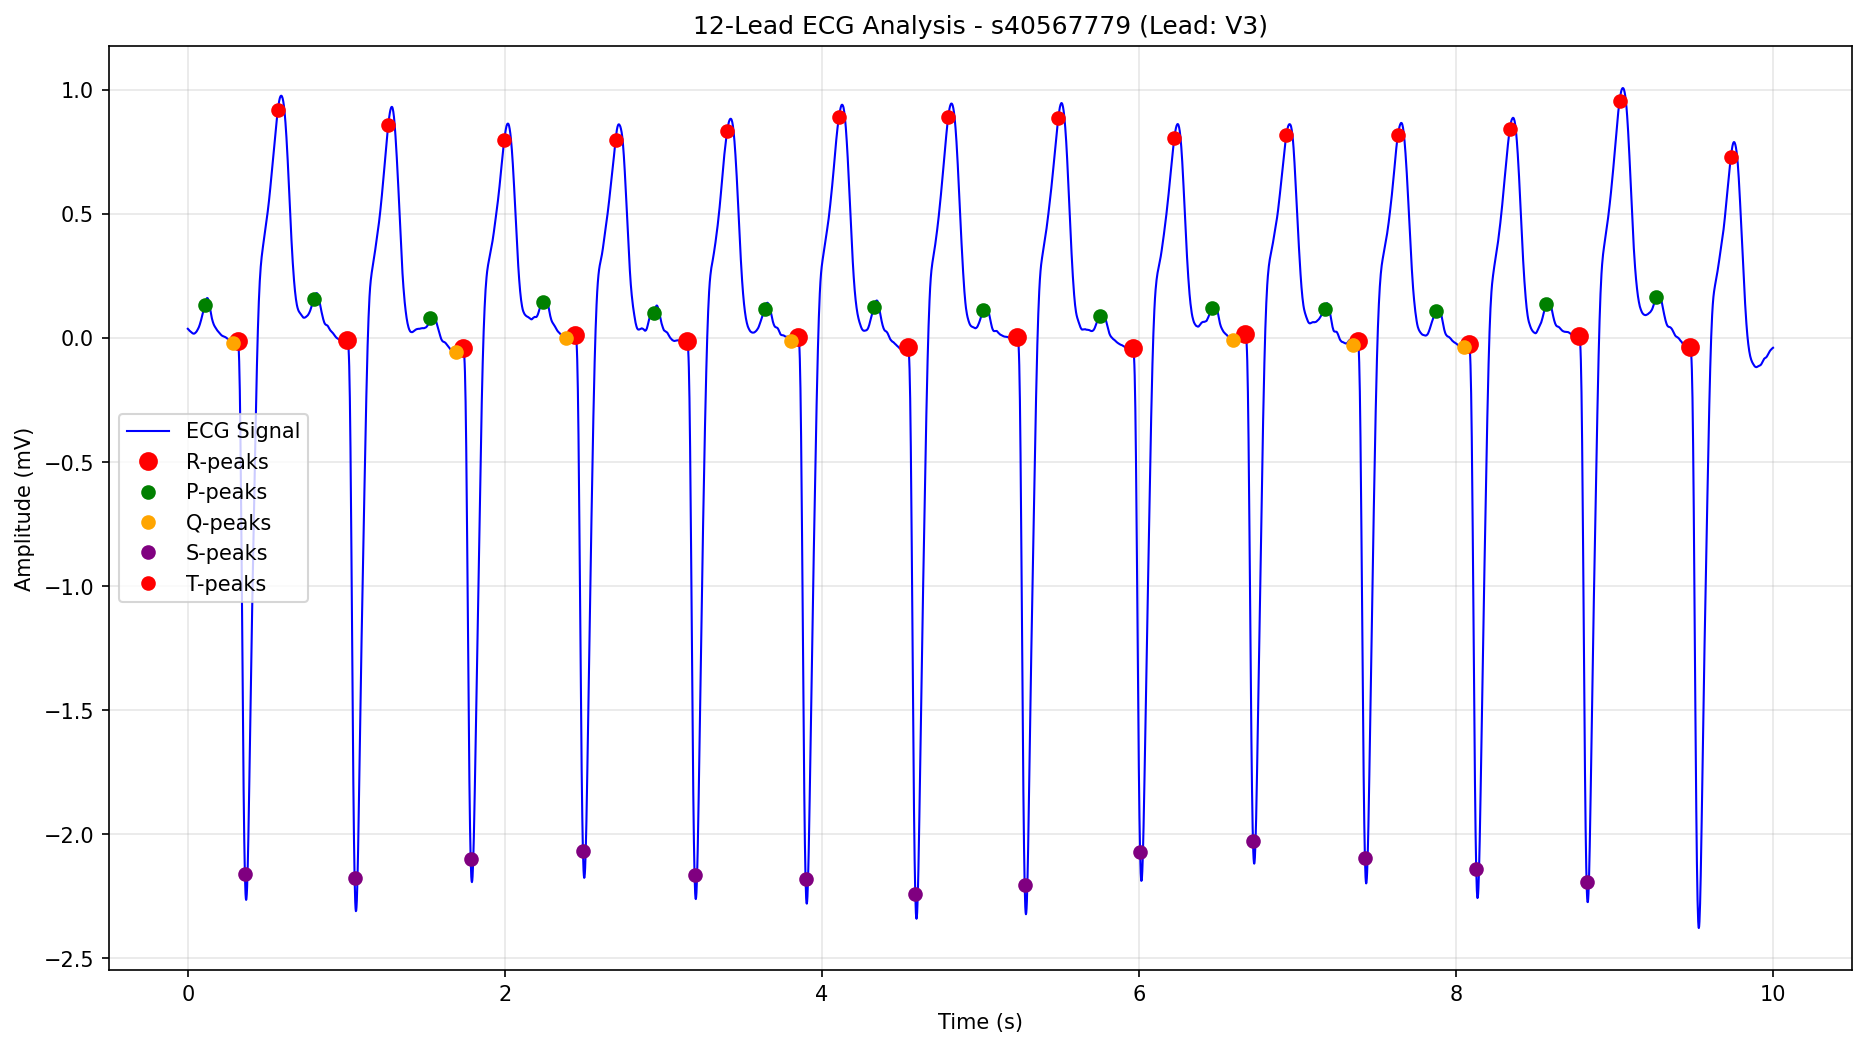 12-Lead ECG Analysis - s40567779 (Lead: V3)
1.0
0.5
0.0
−0.5
−1.0
−1.5
−2.0
−2.5
Amplitude (mV)
ECG Signal
R-peaks
P-peaks
Q-peaks
S-peaks
T-peaks
0 2 4 6 8 10
Time (s)